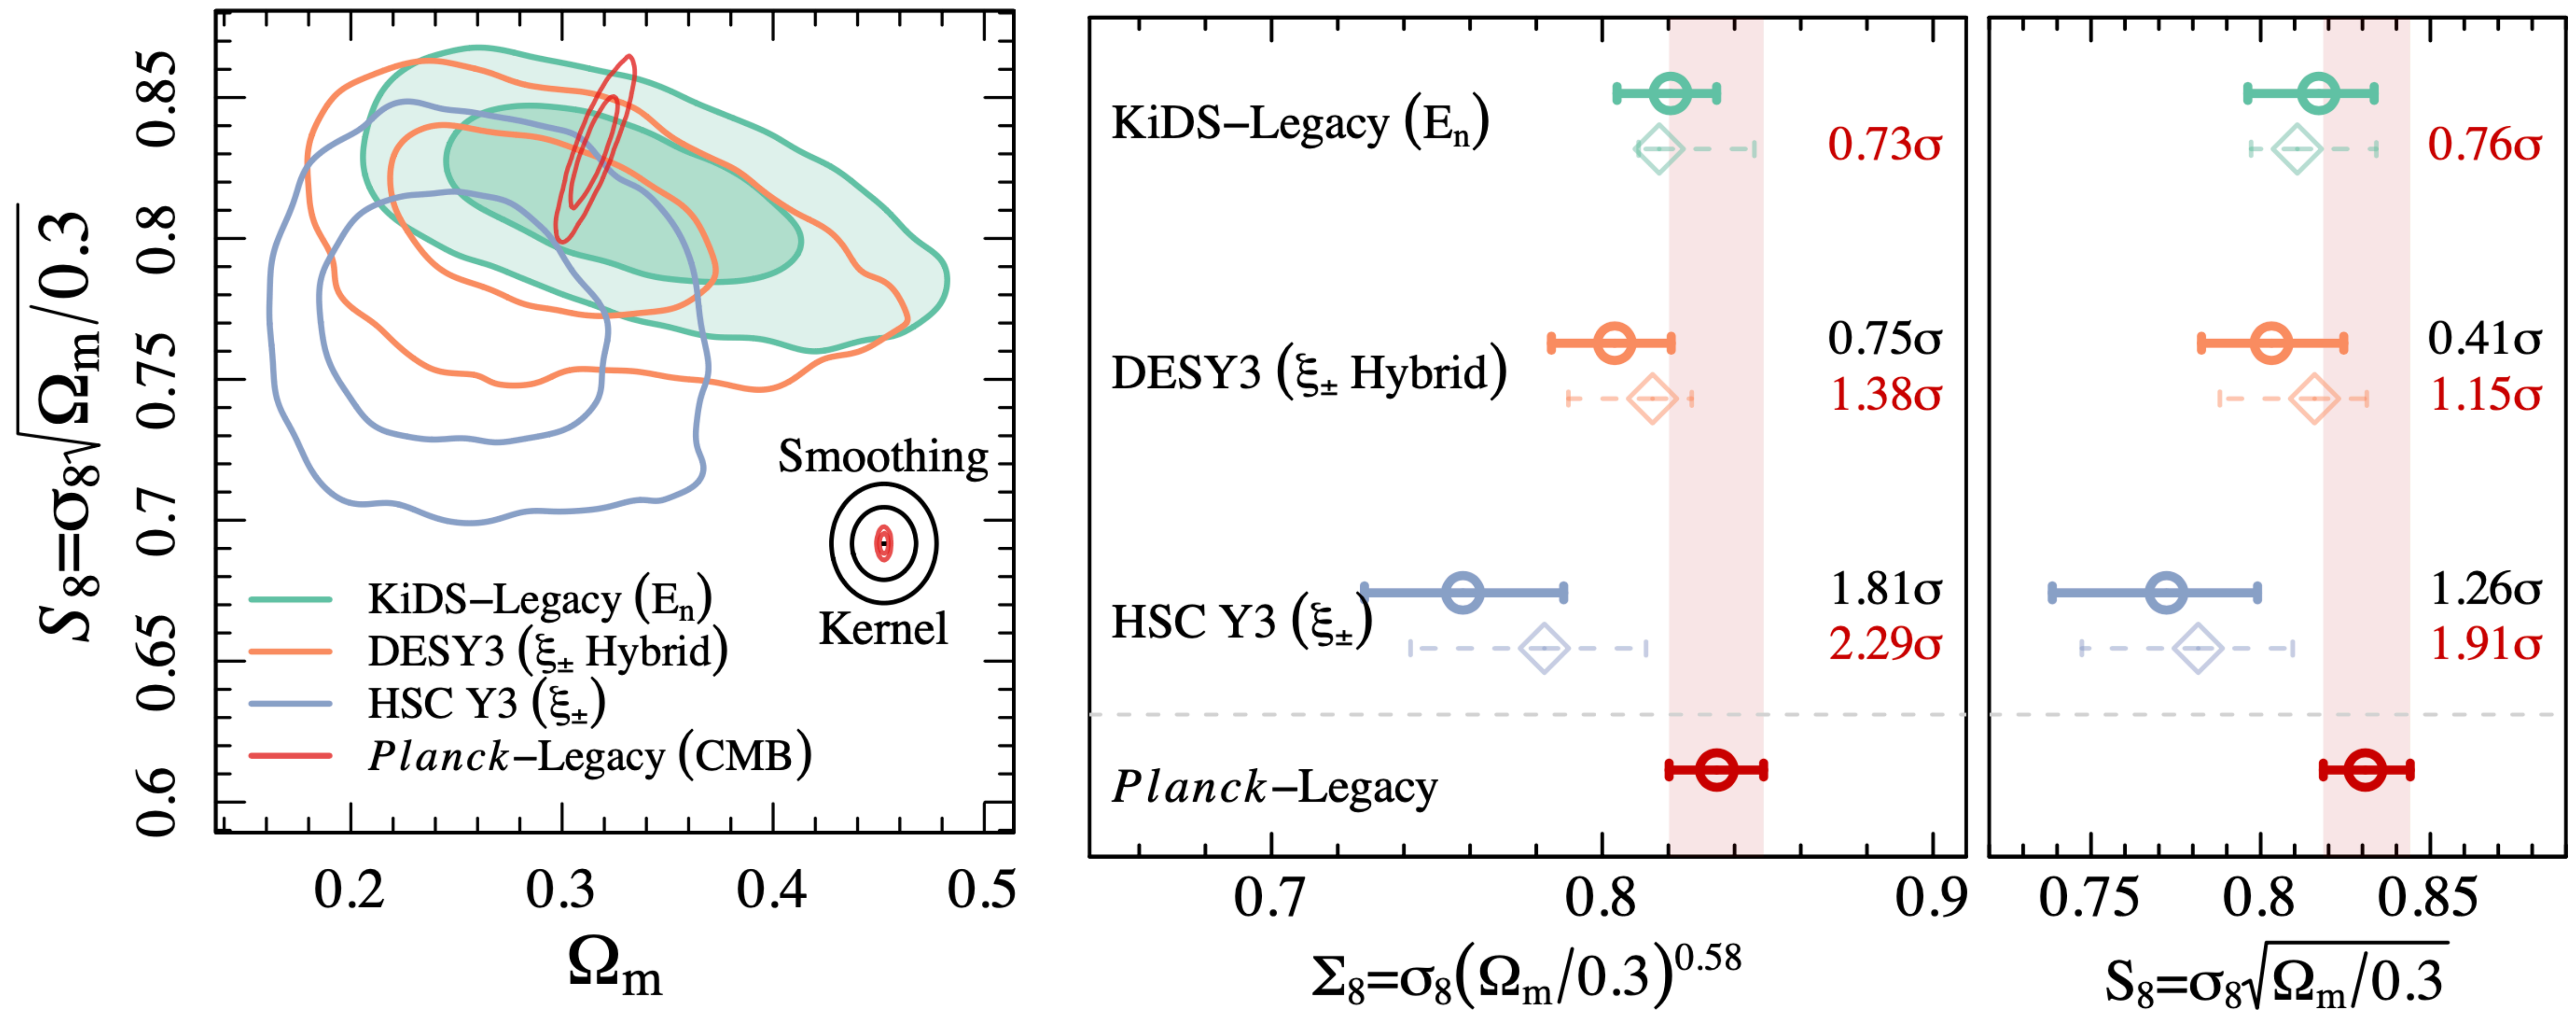 S₈=σ₈√Ωₘ/0.3
0.85
0.8
0.75
0.7
0.65
0.6
Smoothing
Kernel
KiDS–Legacy (Eₙ)
DESY3 (ξ± Hybrid)
HSC Y3 (ξ±)
Planck–Legacy (CMB)
0.2 0.3 0.4 0.5
Ωₘ
KiDS–Legacy (Eₙ)
0.73σ
DESY3 (ξ± Hybrid)
0.75σ
1.38σ
HSC Y3 (ξ±)
1.81σ
2.29σ
Planck–Legacy
0.7 0.8 0.9
Σ₈=σ₈(Ωₘ/0.3)^0.58
0.76σ
0.41σ
1.15σ
1.26σ
1.91σ
0.75 0.8 0.85
S₈=σ₈√Ωₘ/0.3